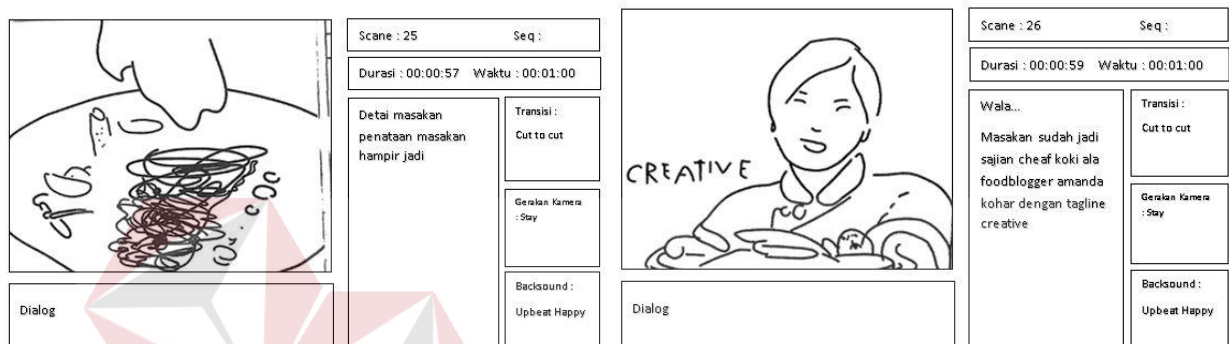 Scane : 25 Seq :
Durasi : 00:00:57 Waktu : 00:01:00
Detai masakan
penataan masakan
hampir jadi
Transisi :
Cut to cut
Gerakan Kamera
: Stay
Backsound :
Upbeat Happy
Dialog
CREATIVE
Scane : 26 Seq :
Durasi : 00:00:59 Waktu : 00:01:00
Wala...
Masakan sudah jadi
sajian cheaf koki ala
foodblogger amanda
kohar dengan tagline
creative
Transisi :
Cut to cut
Gerakan Kamera
: Stay
Backsound :
Upbeat Happy
Dialog